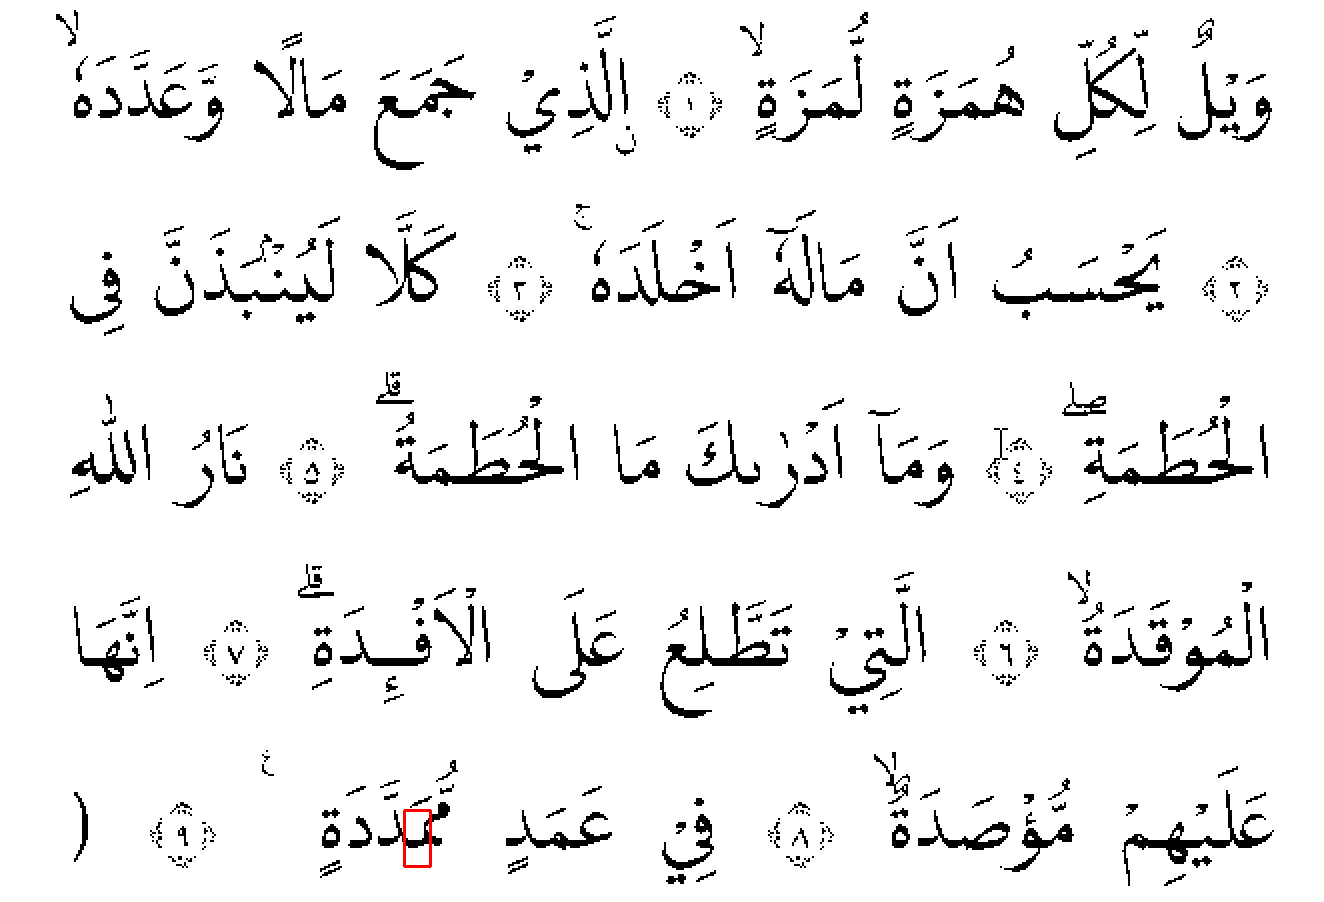 وَيْلٌ لِّكُلِّ هُمَزَةٍ لُّمَزَةٍۙ ۝١ ࣙالَّذِيْ جَمَعَ مَالًا وَّعَدَّدَهٗۙ
۝٢ يَحْسَبُ اَنَّ مَالَهٗٓ اَخْلَدَهٗۚ ۝٣ كَلَّا لَيُنْۢبَذَنَّ فِى
الْحُطَمَةِۖ ۝٤ وَمَآ اَدْرٰىكَ مَا الْحُطَمَةُۗ ۝٥ نَارُ اللّٰهِ
الْمُوْقَدَةُۙ ۝٦ الَّتِيْ تَطَّلِعُ عَلَى الْاَفْـِٕدَةِۗ ۝٧ اِنَّهَا
عَلَيْهِمْ مُّؤْصَدَةٌۙ ۝٨ فِيْ عَمَدٍ مُّمَدَّدَةٍ ࣖ ۝٩ (